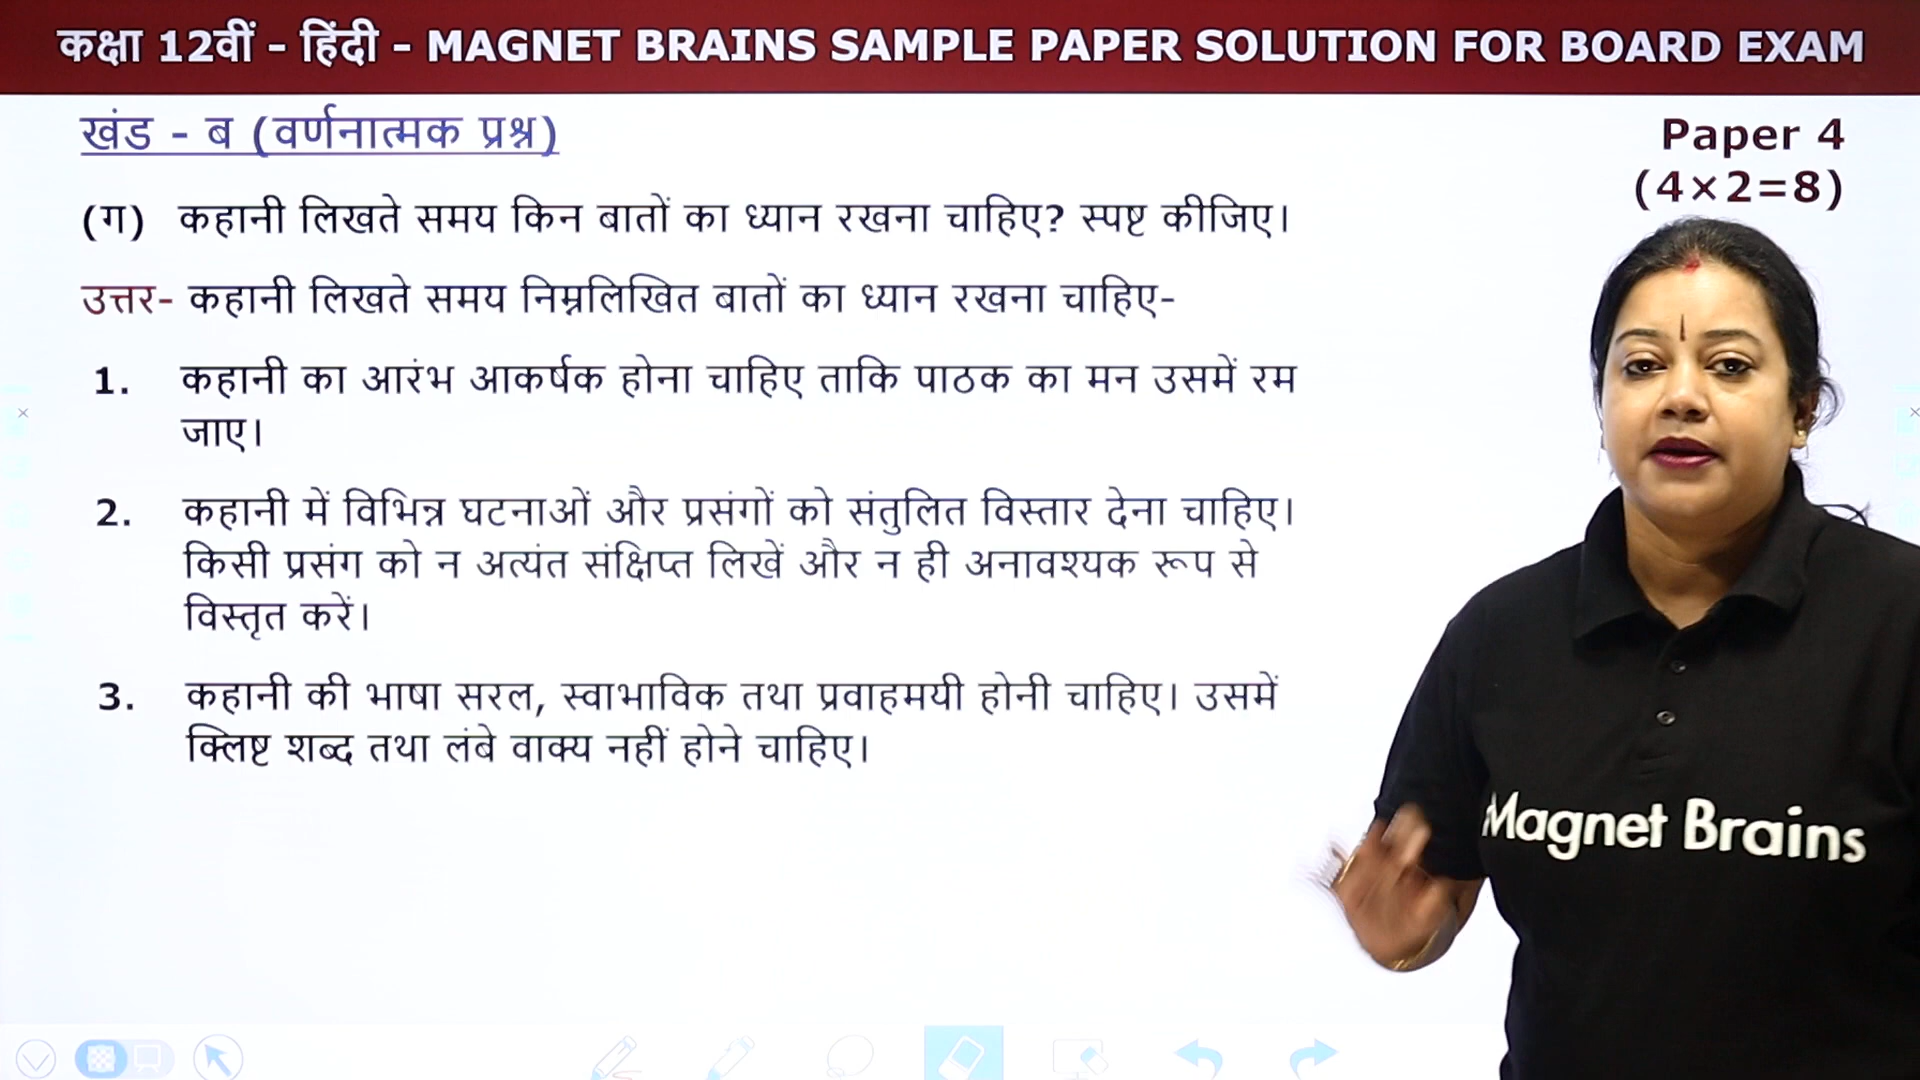 कक्षा 12वीं - हिंदी - MAGNET BRAINS SAMPLE PAPER SOLUTION FOR BOARD EXAM
खंड - ब (वर्णनात्मक प्रश्न)
Paper 4
(4×2=8)
(ग) कहानी लिखते समय किन बातों का ध्यान रखना चाहिए? स्पष्ट कीजिए।
उत्तर- कहानी लिखते समय निम्नलिखित बातों का ध्यान रखना चाहिए-
1. कहानी का आरंभ आकर्षक होना चाहिए ताकि पाठक का मन उसमें रम
जाए।
2. कहानी में विभिन्न घटनाओं और प्रसंगों को संतुलित विस्तार देना चाहिए।
किसी प्रसंग को न अत्यंत संक्षिप्त लिखें और न ही अनावश्यक रूप से
विस्तृत करें।
3. कहानी की भाषा सरल, स्वाभाविक तथा प्रवाहमयी होनी चाहिए। उसमें
क्लिष्ट शब्द तथा लंबे वाक्य नहीं होने चाहिए।
Magnet Brains